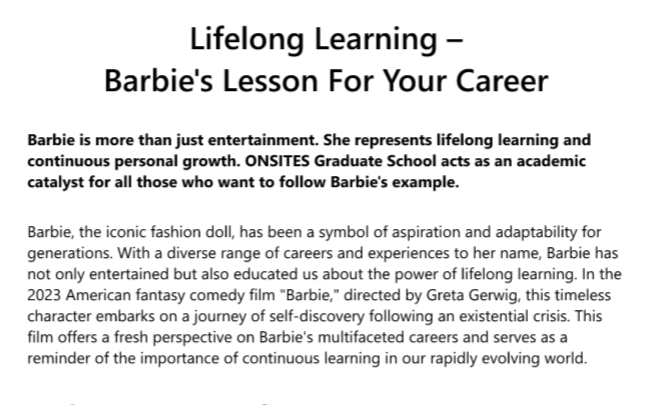 Lifelong Learning –
Barbie's Lesson For Your Career
Barbie is more than just entertainment. She represents lifelong learning and
continuous personal growth. ONSITES Graduate School acts as an academic
catalyst for all those who want to follow Barbie's example.
Barbie, the iconic fashion doll, has been a symbol of aspiration and adaptability for
generations. With a diverse range of careers and experiences to her name, Barbie has
not only entertained but also educated us about the power of lifelong learning. In the
2023 American fantasy comedy film "Barbie," directed by Greta Gerwig, this timeless
character embarks on a journey of self-discovery following an existential crisis. This
film offers a fresh perspective on Barbie's multifaceted careers and serves as a
reminder of the importance of continuous learning in our rapidly evolving world.